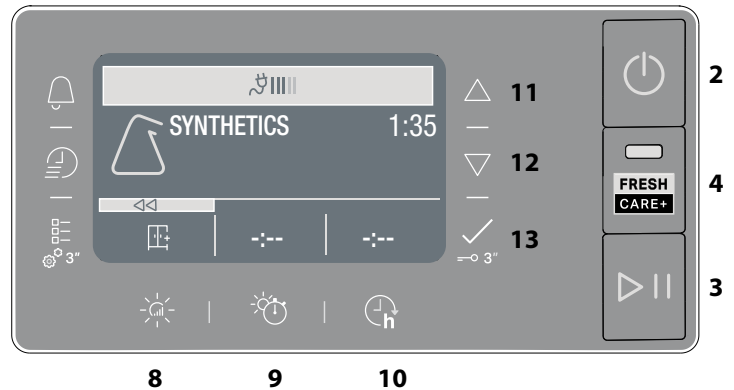 SYNTHETICS 1:35
-:-- -:--
3"
3"
h
FRESH
CARE+
2
11
12
4
13
3
8 9 10